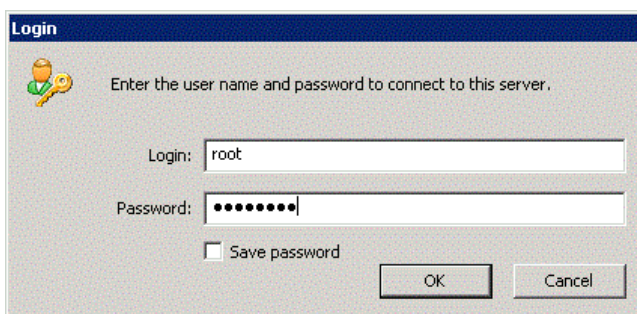 Login
Enter the user name and password to connect to this server.
Login: root
Password: ●●●●●●●●
Save password
OK Cancel